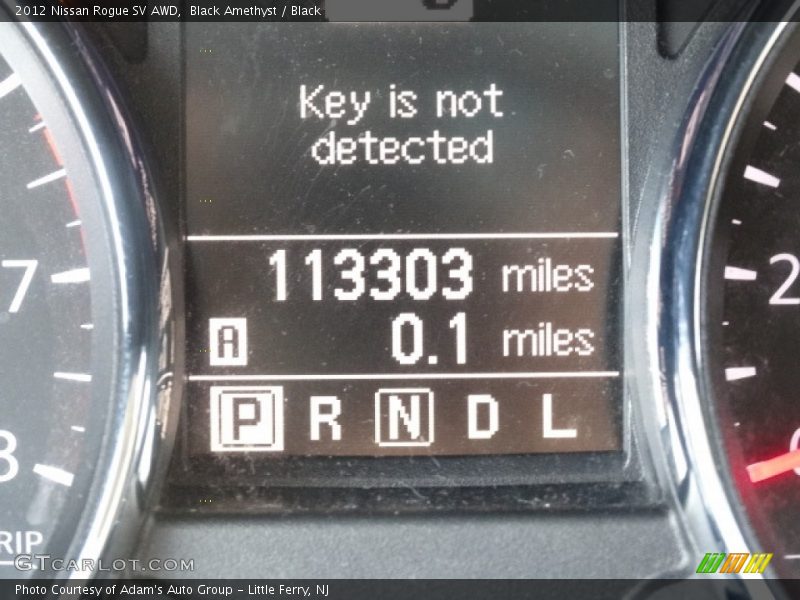 2012 Nissan Rogue SV AWD,  Black Amethyst / Black
Key is not
detected
113303 miles
A 0.1 miles
P R N D L
7
8
RIP
2
GTCARLOT.COM
Photo Courtesy of Adam's Auto Group - Little Ferry, NJ